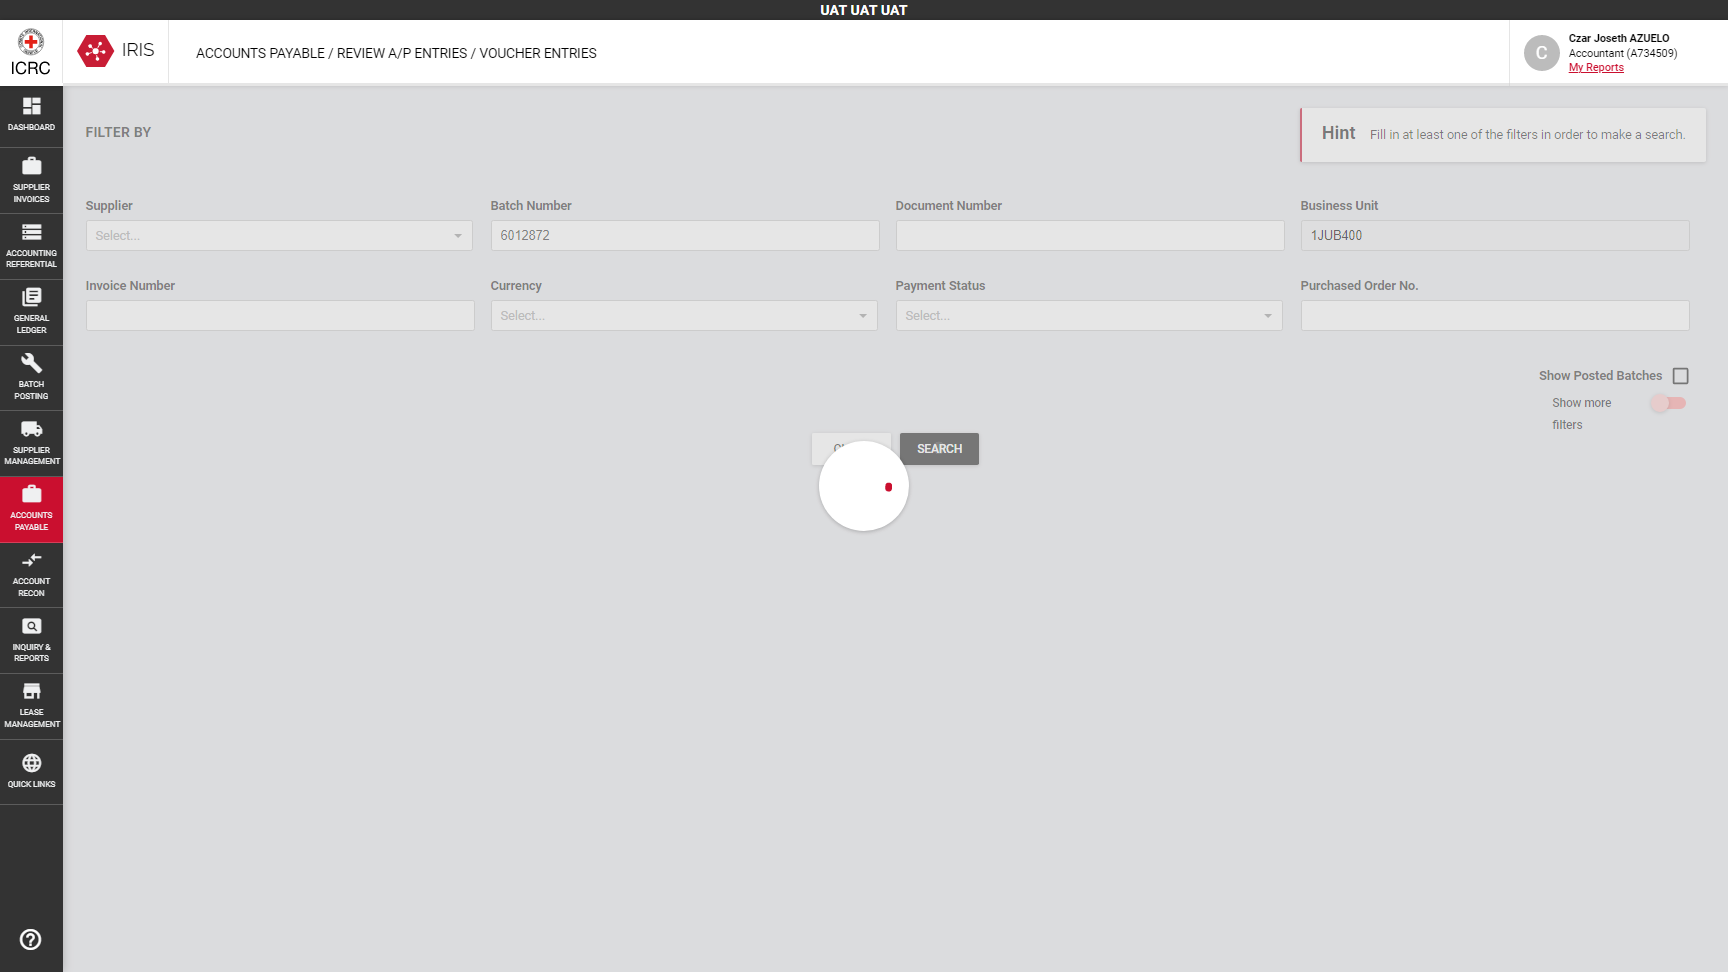 UAT UAT UAT
ICRC
IRIS
ACCOUNTS PAYABLE / REVIEW A/P ENTRIES / VOUCHER ENTRIES
C
Czar Joseth AZUELO
Accountant (A734509)
My Reports
DASHBOARD
SUPPLIER
INVOICES
ACCOUNTING
REFERENTIAL
GENERAL
LEDGER
BATCH
POSTING
SUPPLIER
MANAGEMENT
ACCOUNTS
PAYABLE
ACCOUNT
RECON
INQUIRY &
REPORTS
LEASE
MANAGEMENT
QUICK LINKS
FILTER BY
Hint Fill in at least one of the filters in order to make a search.
Supplier Batch Number Document Number Business Unit
Select... 6012872 1JUB400
Invoice Number Currency Payment Status Purchased Order No.
Select... Select...
Show Posted Batches
Show more
filters
SEARCH